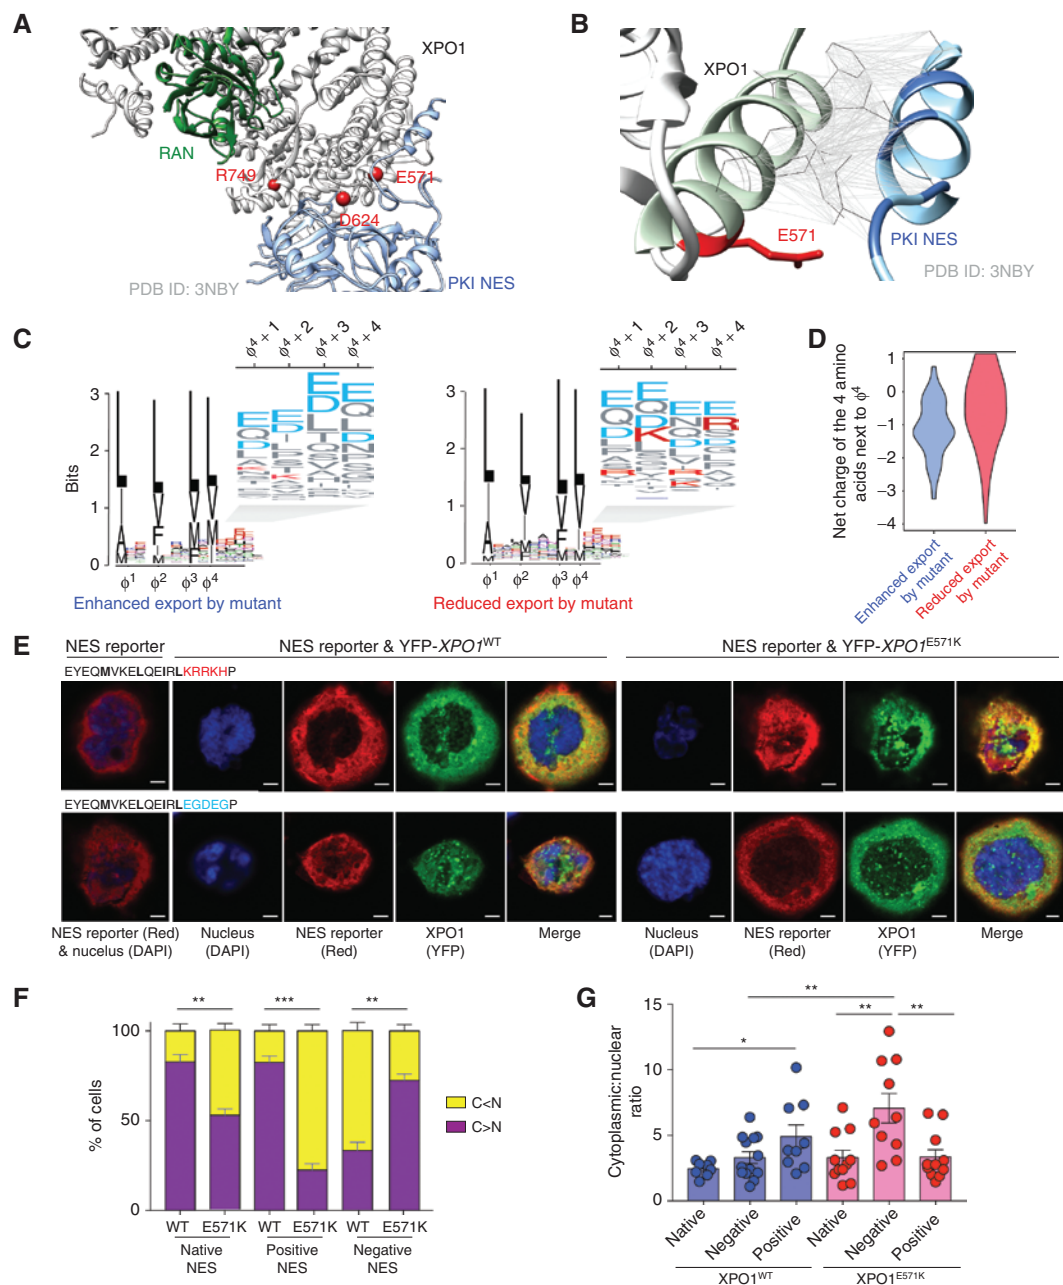 A
XPO1
RAN
R749
E571
D624
PDB ID: 3NBY
PKI NES
B
XPO1
E571
PKI NES
PDB ID: 3NBY
C
ϕ⁴ + 1
ϕ⁴ + 2
ϕ⁴ + 3
ϕ⁴ + 4
3
2
1
0
Bits
ϕ¹
ϕ²
ϕ³
ϕ⁴
Enhanced export by mutant
ϕ⁴ + 1
ϕ⁴ + 2
ϕ⁴ + 3
ϕ⁴ + 4
3
2
1
0
ϕ¹
ϕ²
ϕ³
ϕ⁴
Reduced export by mutant
D
Net charge of the 4 amino
acids next to ϕ⁴
1
0
−1
−2
−3
−4
Enhanced export
by mutant
Reduced export
by mutant
E
NES reporter
NES reporter & YFP-XPO1ᵂᵀ
NES reporter & YFP-XPO1ᴱ⁵⁷¹ᴷ
EYEQMVKELQEIRLKRRKHP
EYEQMVKELQEIRLEGDEGP
NES reporter (Red)
& nucelus (DAPI)
Nucleus
(DAPI)
NES reporter
(Red)
XPO1
(YFP)
Merge
Nucleus
(DAPI)
NES reporter
(Red)
XPO1
(YFP)
Merge
F
**
***
**
100
50
0
% of cells
C<N
C>N
WT E571K WT E571K WT E571K
Native
NES
Positive
NES
Negative
NES
G
**
**
**
*
15
10
5
0
Cytoplasmic:nuclear
ratio
Native
Negative
Positive
Native
Negative
Positive
XPO1ᵂᵀ
XPO1ᴱ⁵⁷¹ᴷ